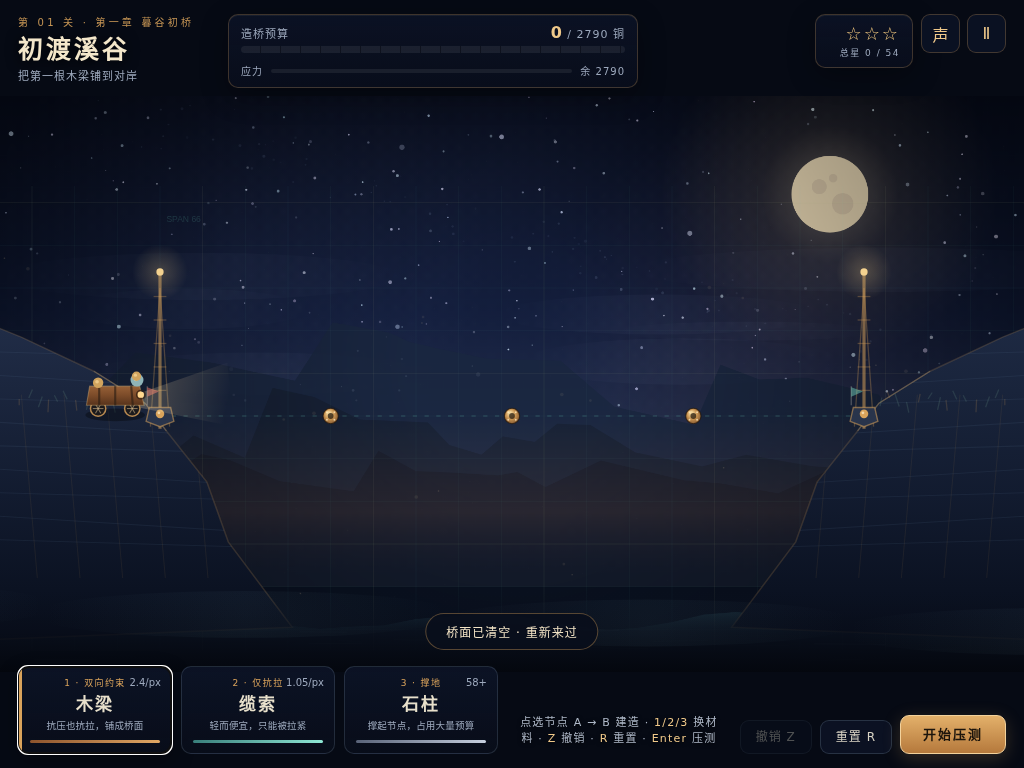 第 01 关 · 第一章 暮谷初桥
初渡溪谷
把第一根木梁铺到对岸
造桥预算 0 / 2790 铜
应力 余 2790
☆☆☆
总星 0 / 54
声
Ⅱ
SPAN 66
桥面已清空 · 重新来过
1 · 双向约束 2.4/px
木梁
抗压也抗拉，铺成桥面
2 · 仅抗拉 1.05/px
缆索
轻而便宜，只能被拉紧
3 · 撑地 58+
石柱
撑起节点，占用大量预算
点选节点 A → B 建造 · 1/2/3 换材
料 · Z 撤销 · R 重置 · Enter 压测
撤销 Z
重置 R
开始压测